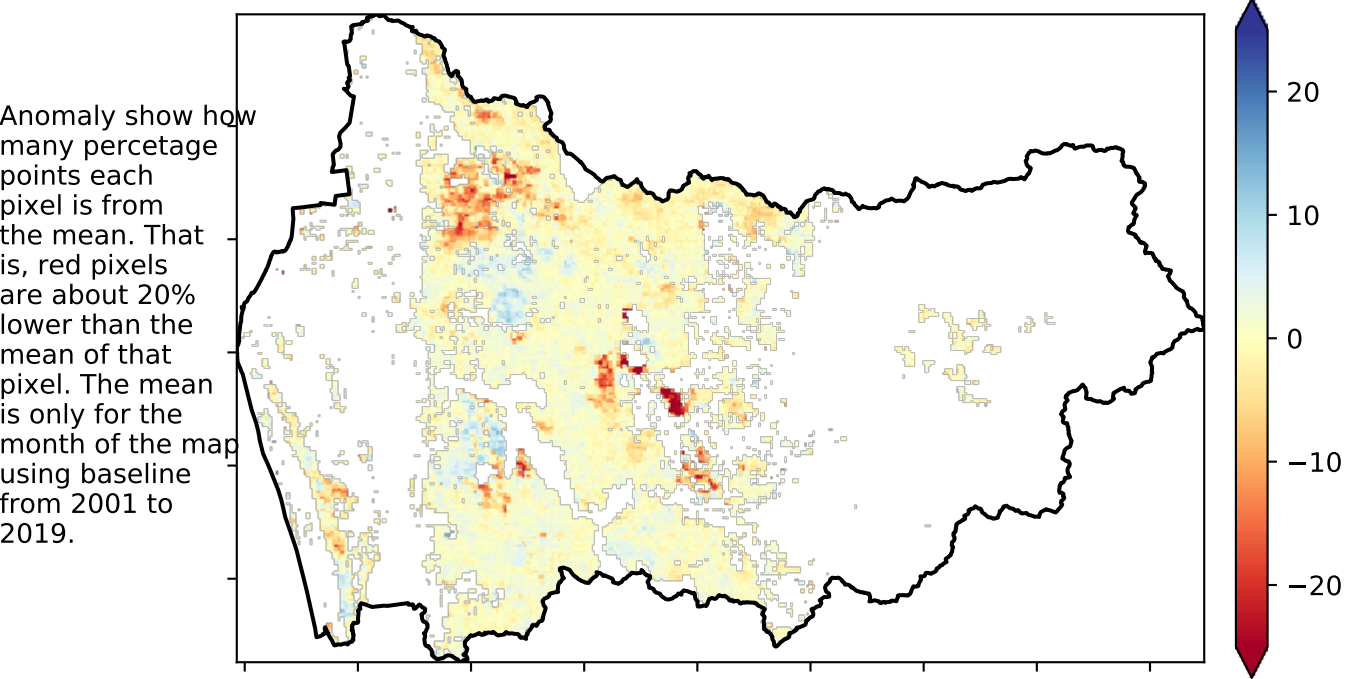 Anomaly show how
many percetage
points each
pixel is from
the mean. That
is, red pixels
are about 20%
lower than the
mean of that
pixel. The mean
is only for the
month of the map
using baseline
from 2001 to
2019.
20
10
0
−10
−20